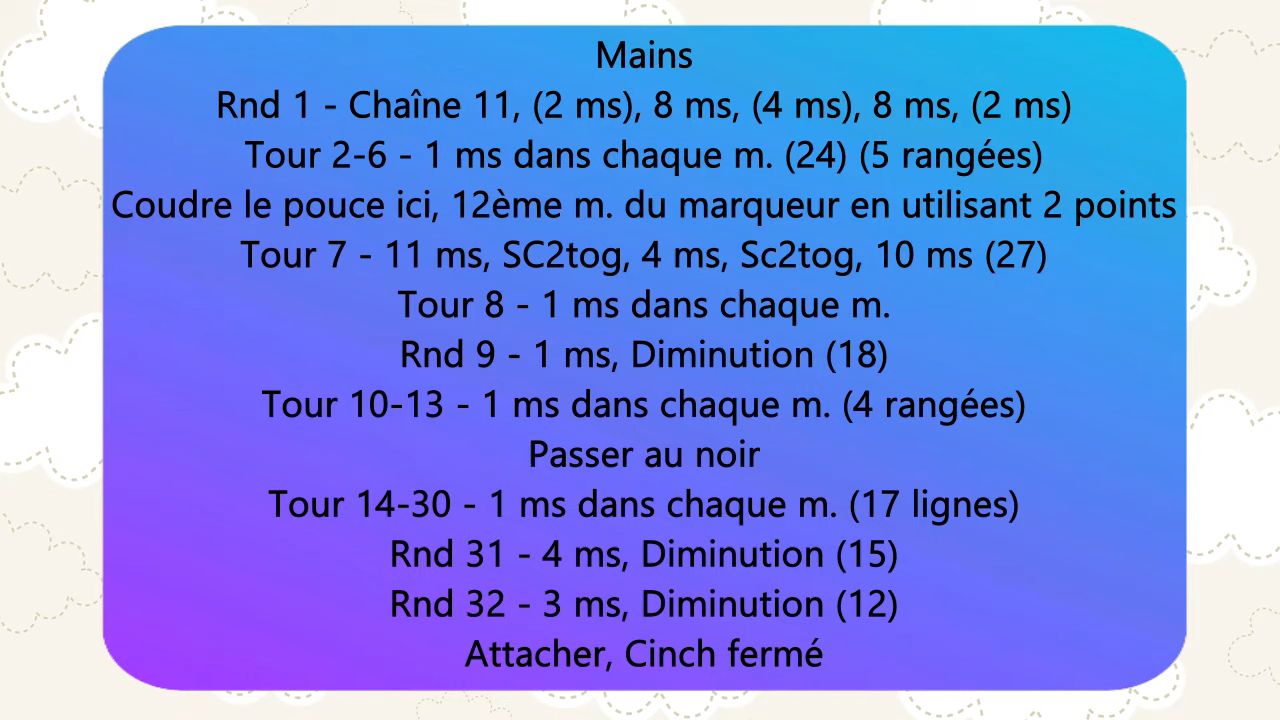 Mains
Rnd 1 - Chaîne 11, (2 ms), 8 ms, (4 ms), 8 ms, (2 ms)
Tour 2-6 - 1 ms dans chaque m. (24) (5 rangées)
Coudre le pouce ici, 12ème m. du marqueur en utilisant 2 points
Tour 7 - 11 ms, SC2tog, 4 ms, Sc2tog, 10 ms (27)
Tour 8 - 1 ms dans chaque m.
Rnd 9 - 1 ms, Diminution (18)
Tour 10-13 - 1 ms dans chaque m. (4 rangées)
Passer au noir
Tour 14-30 - 1 ms dans chaque m. (17 lignes)
Rnd 31 - 4 ms, Diminution (15)
Rnd 32 - 3 ms, Diminution (12)
Attacher, Cinch fermé